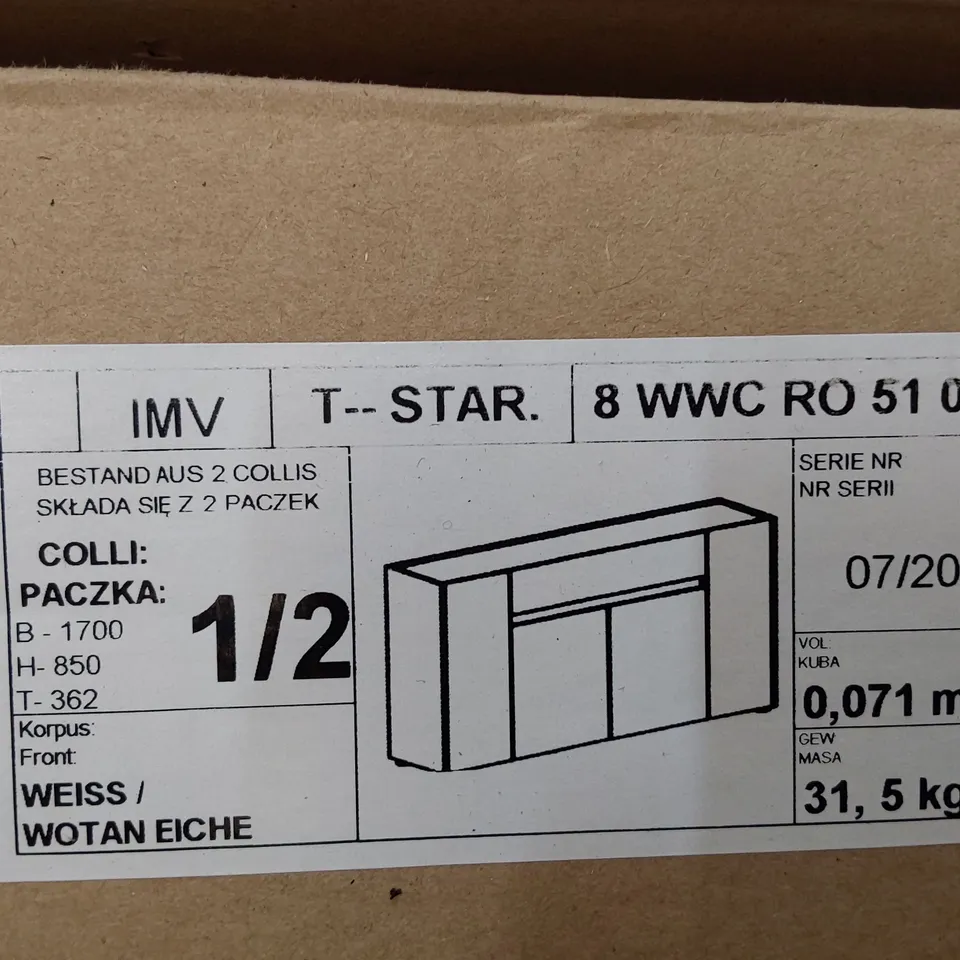 IMV T-- STAR. 8 WWC RO 51 0
BESTAND AUS 2 COLLIS
SKŁADA SIĘ Z 2 PACZEK
COLLI:
PACZKA:
1/2
B - 1700
H- 850
T- 362
Korpus:
Front:
WEISS /
WOTAN EICHE
SERIE NR
NR SERII
07/20
VOL
KUBA
0,071 m
GEW
MASA
31, 5 kg